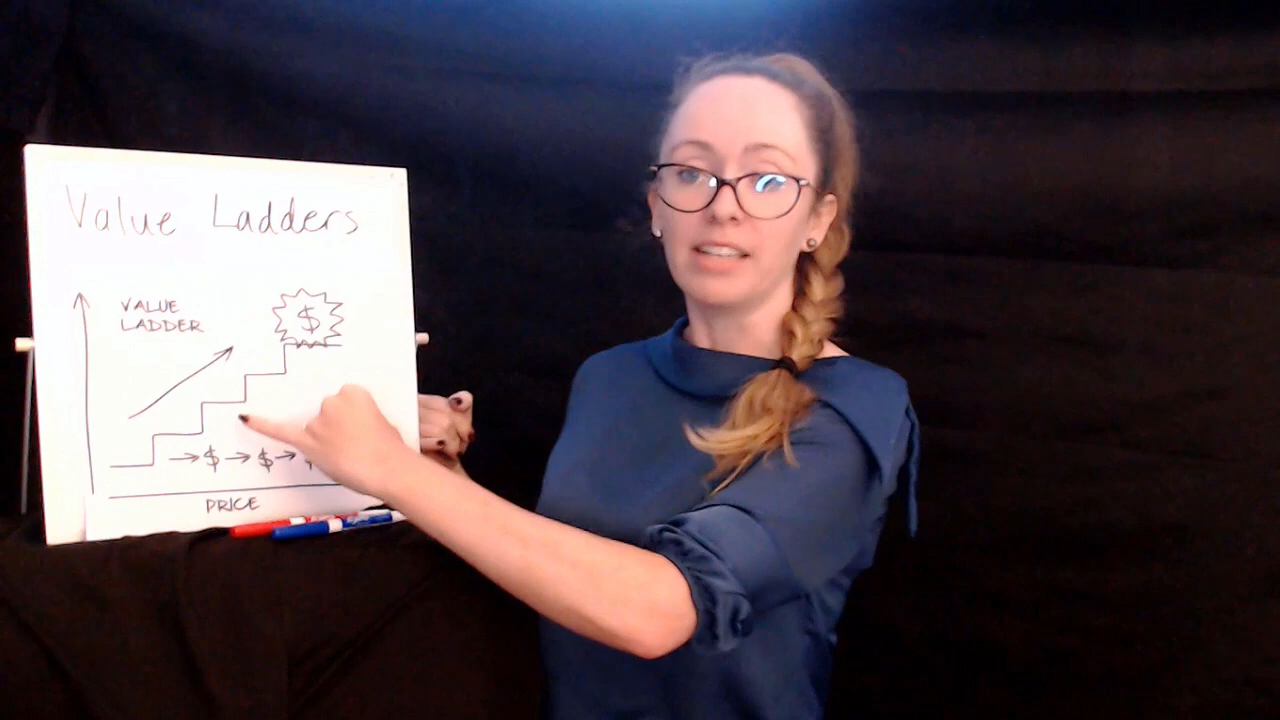 Value Ladders
VALUE
LADDER
$
→ $ → $ → $
PRICE